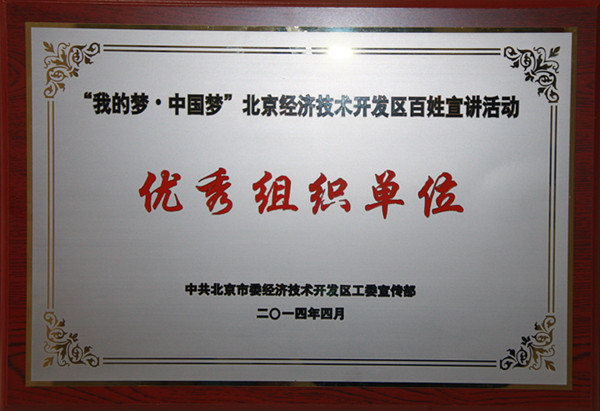 “我的梦·中国梦”北京经济技术开发区百姓宣讲活动
优秀组织单位
中共北京市委经济技术开发区工委宣传部
二〇一四年四月